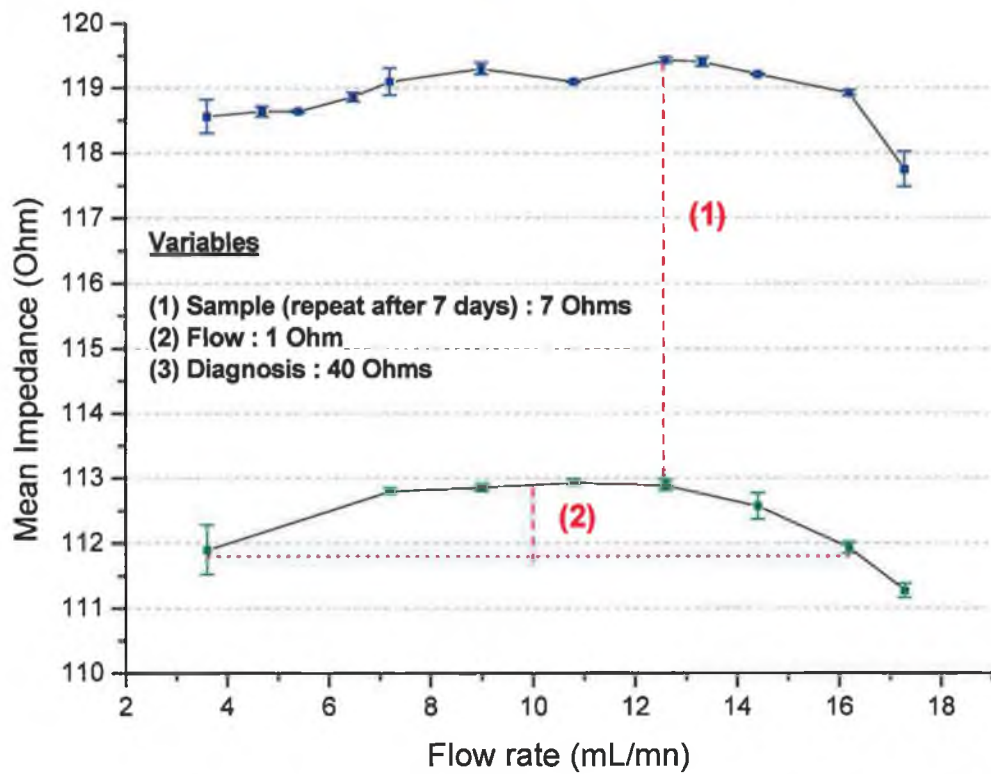 120
119
118
117
116
115
114
113
112
111
110
Mean Impedance (Ohm)
Variables
(1) Sample (repeat after 7 days) : 7 Ohms
(2) Flow : 1 Ohm
(3) Diagnosis : 40 Ohms
(1)
(2)
2 4 6 8 10 12 14 16 18
Flow rate (mL/mn)